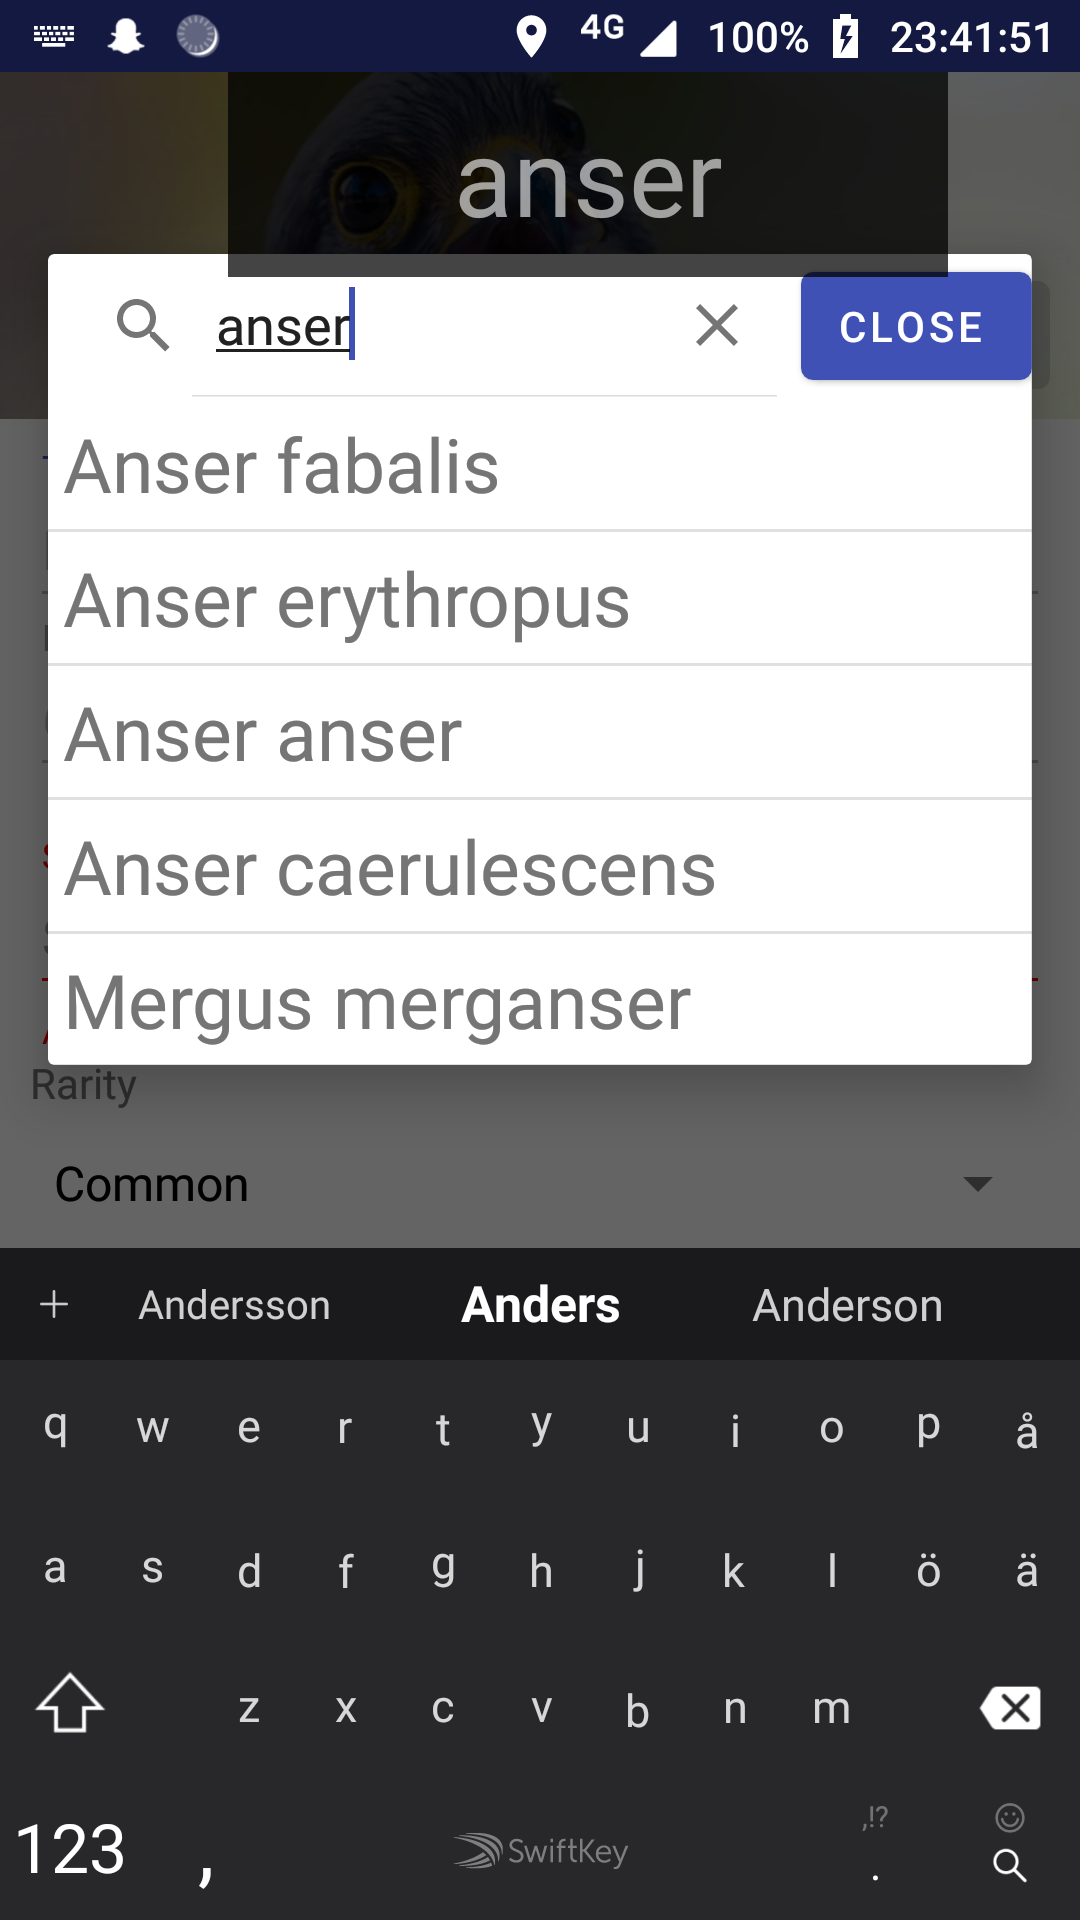 4G 100% 23:41:51
anser
anser CLOSE
Anser fabalis
Anser erythropus
Anser anser
Anser caerulescens
Mergus merganser
Rarity
Common
Andersson Anders Anderson
q w e r t y u i o p å
a s d f g h j k l ö ä
z x c v b n m
,!?
123 , SwiftKey .